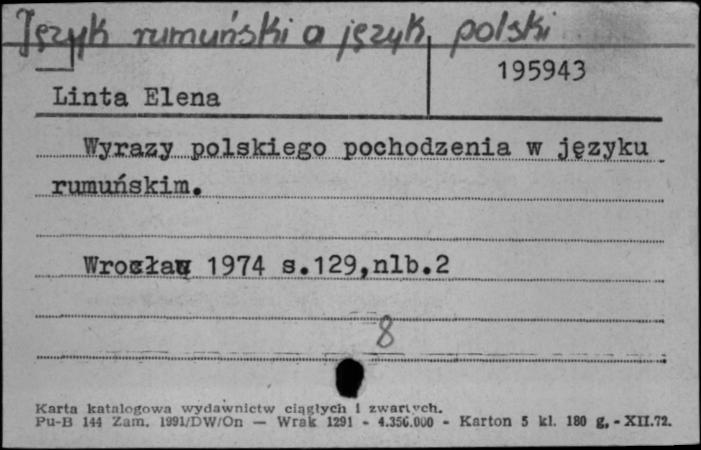 Język rumuński a język polski
195943
Linta Elena
Wyrazy polskiego pochodzenia w języku
rumuńskim.
Wrocław 1974 s.129,nlb.2
8
Karta katalogowa wydawnictw ciągłych i zwartych.
Pu-B 144 Zam. 1991/DW/On — Wrak 1291 - 4.350.000 - Karton 5 kl. 180 g, - XII.72.